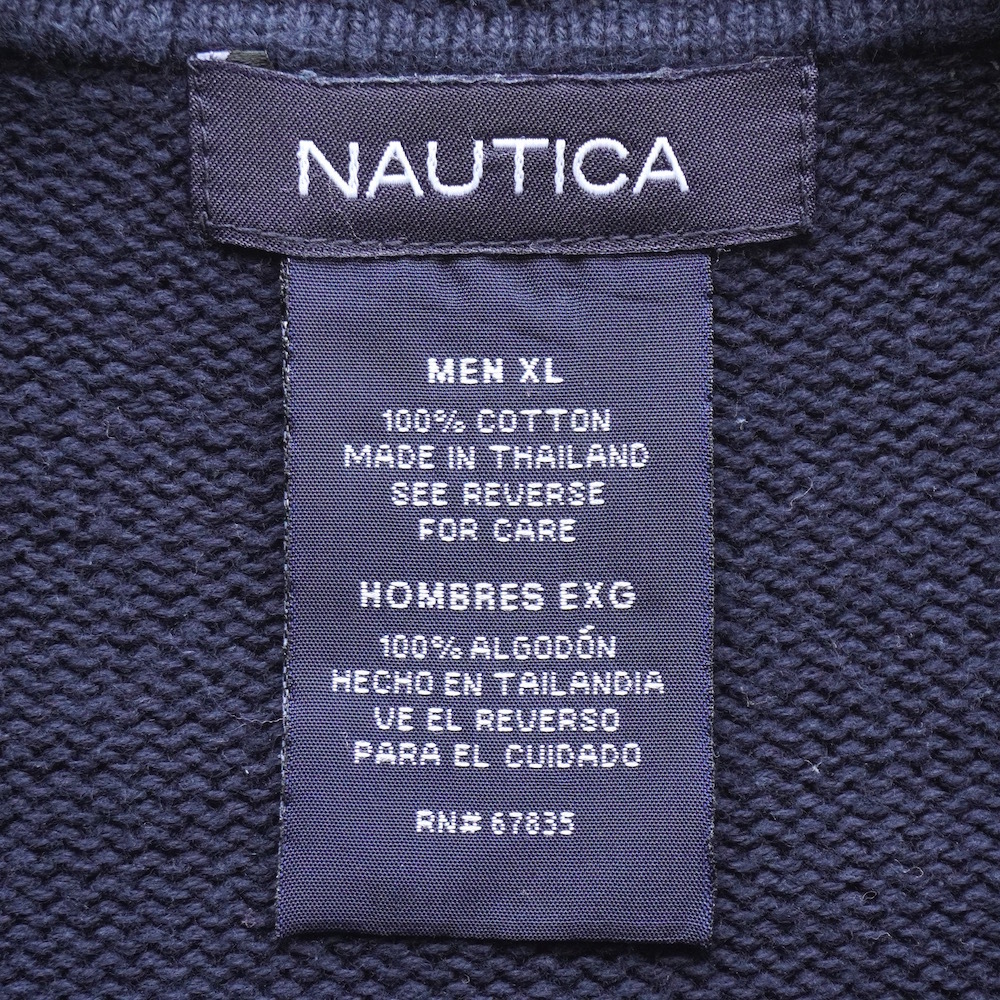 NAUTICA
MEN XL
100% COTTON
MADE IN THAILAND
SEE REVERSE
FOR CARE
HOMBRES EXG
100% ALGODÓN
HECHO EN TAILANDIA
VE EL REVERSO
PARA EL CUIDADO
RN# 67835